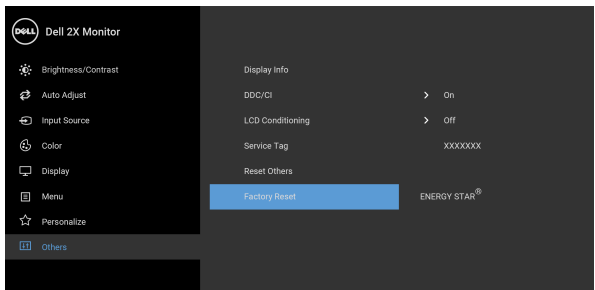 DELL Dell 2X Monitor
Brightness/Contrast Display Info
Auto Adjust DDC/CI > On
Input Source LCD Conditioning > Off
Color Service Tag XXXXXXX
Display Reset Others
Menu Factory Reset ENERGY STAR®
Personalize
Others